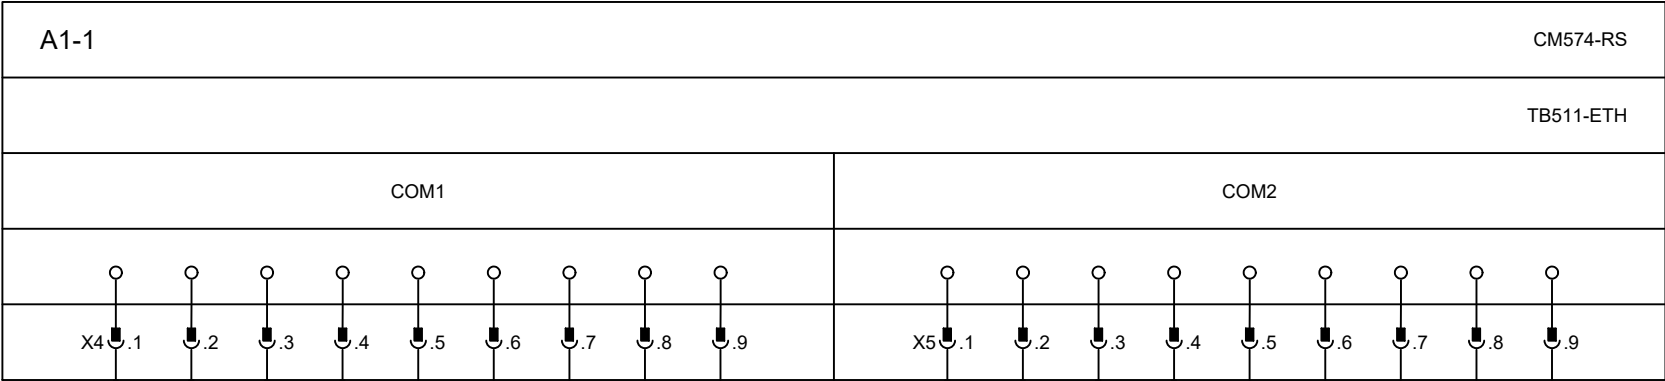 A1-1 CM574-RS
TB511-ETH
COM1 COM2
X4 .1 .2 .3 .4 .5 .6 .7 .8 .9 X5 .1 .2 .3 .4 .5 .6 .7 .8 .9